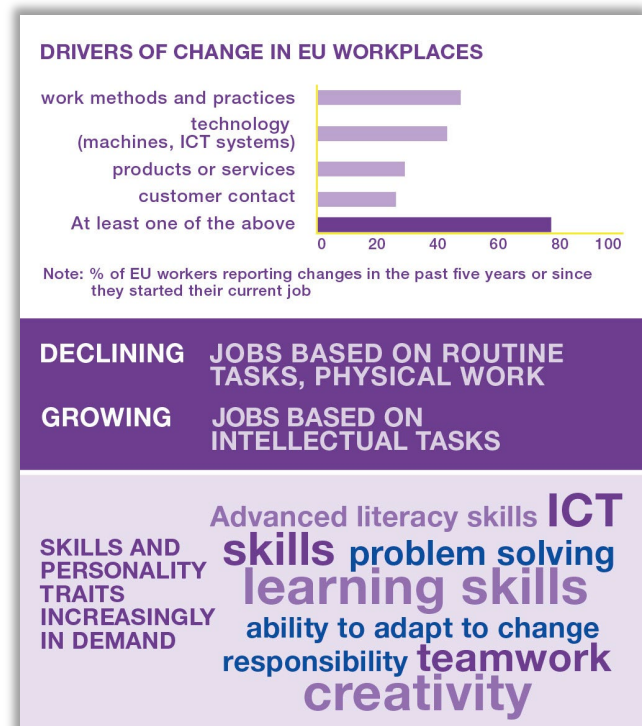 DRIVERS OF CHANGE IN EU WORKPLACES
work methods and practices
technology
(machines, ICT systems)
products or services
customer contact
At least one of the above
0 20 40 60 80 100
Note: % of EU workers reporting changes in the past five years or since
they started their current job
DECLINING JOBS BASED ON ROUTINE
TASKS, PHYSICAL WORK
GROWING JOBS BASED ON
INTELLECTUAL TASKS
SKILLS AND
PERSONALITY
TRAITS
INCREASINGLY
IN DEMAND
Advanced literacy skills ICT
skills problem solving
learning skills
ability to adapt to change
responsibility teamwork
creativity